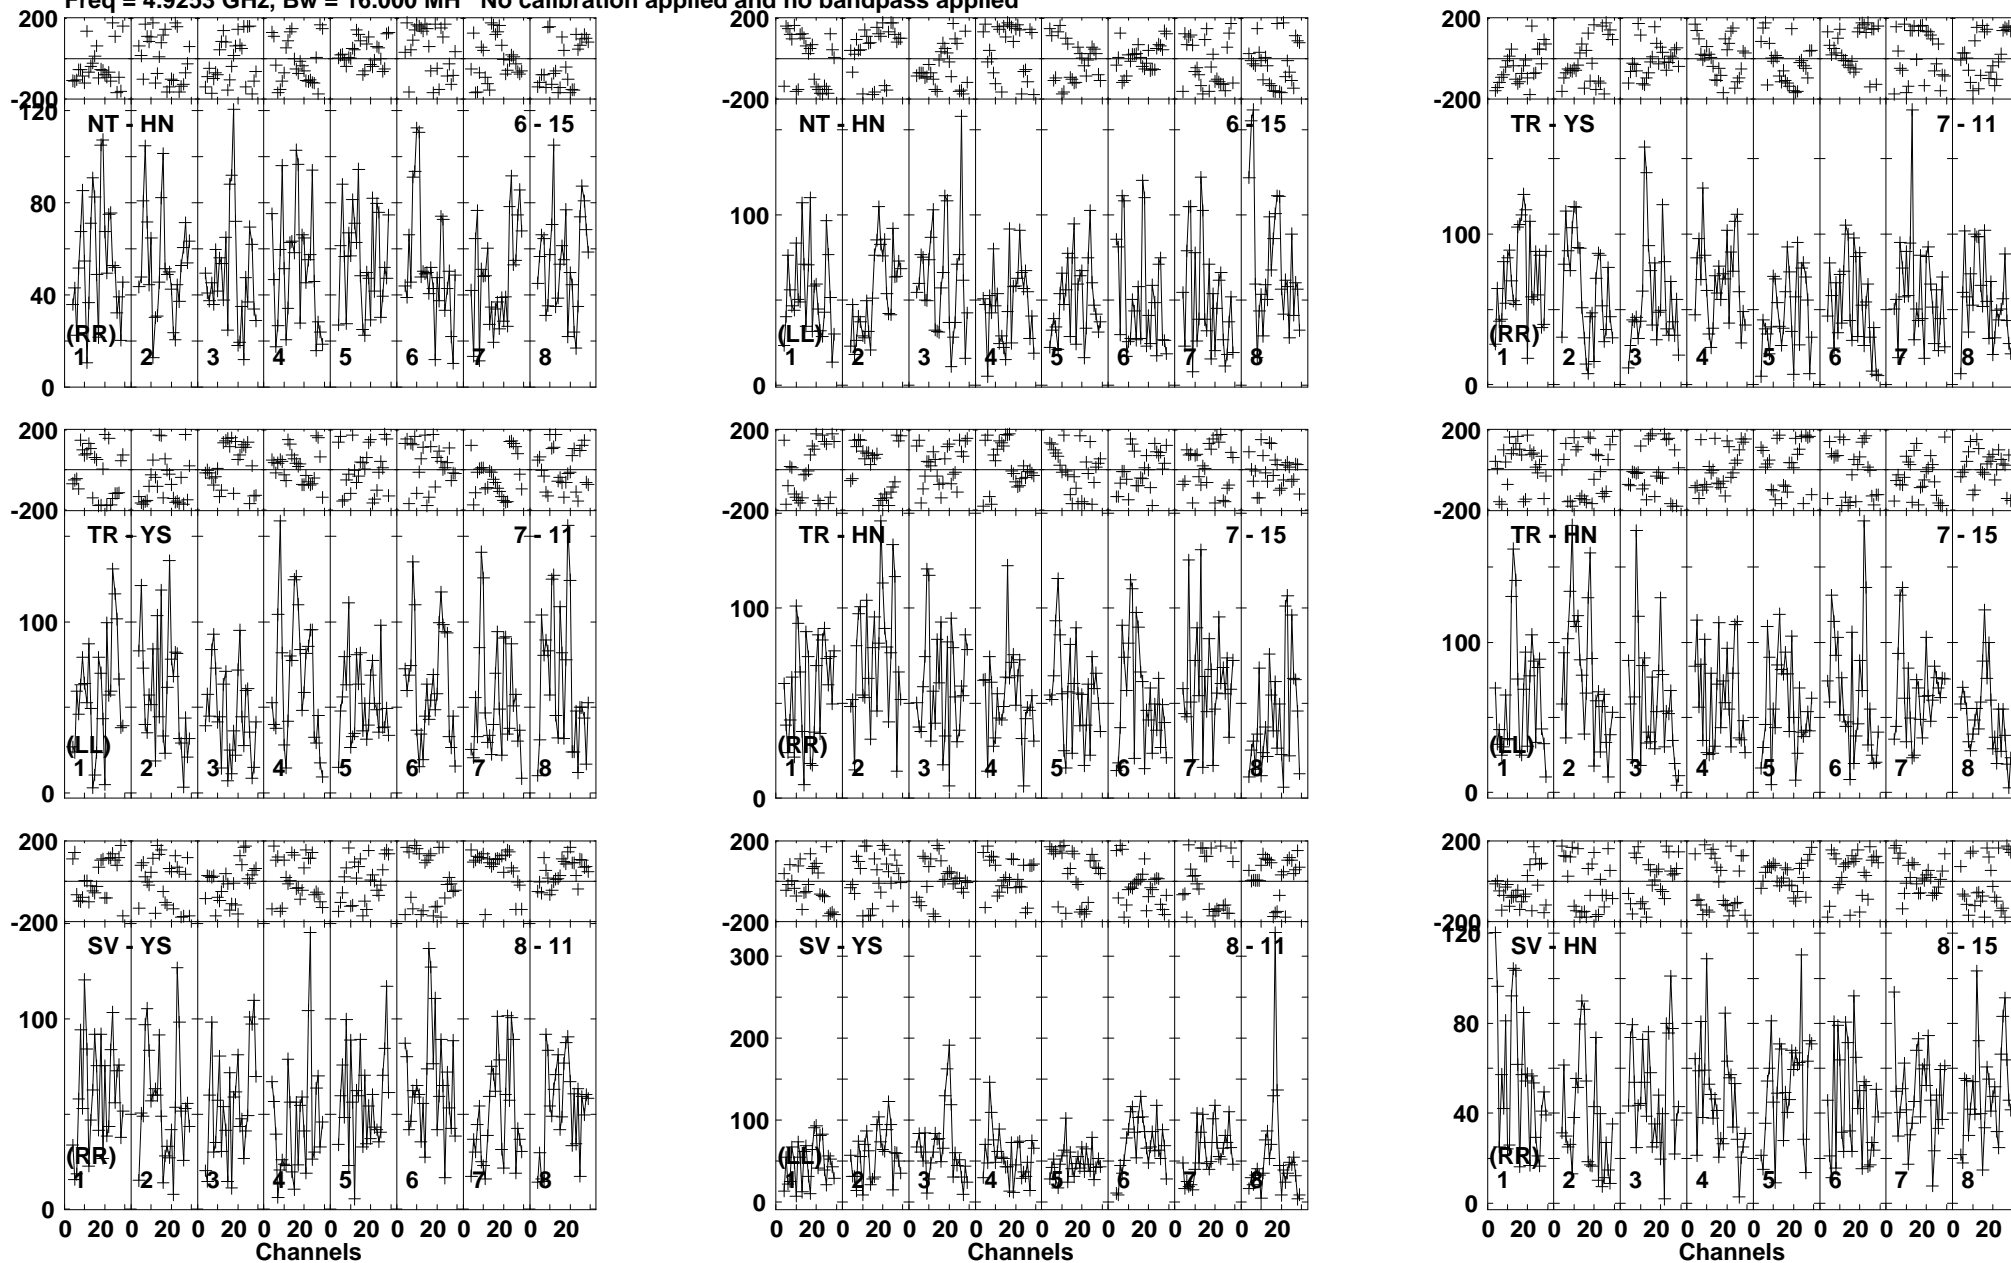 Freq = 4.9253 GHz, Bw = 16.000 MH No calibration applied and no bandpass applied
200 200 200
-200 -200 -200
120
NT - HN 6 - 15 NT - HN 6 - 15 TR - YS 7 - 11
80
100 100
40
(RR) (LL) (RR)
1 2 3 4 5 6 7 8 1 2 3 4 5 6 7 8 1 2 3 4 5 6 7 8
0 0 0
200 200 200
-200 -200 -200
TR - YS 7 - 11 TR - HN 7 - 15 TR - HN 7 - 15
100 100 100
(LL) (RR) (LL)
1 2 3 4 5 6 7 8 1 2 3 4 5 6 7 8 1 2 3 4 5 6 7 8
0 0 0
200 200 200
-200 -200 -200
120
SV - YS 8 - 11 SV - YS 8 - 11 SV - HN 8 - 15
300
100 200 80
100 40
(RR) (LL) (RR)
1 2 3 4 5 6 7 8 1 2 3 4 5 6 7 8 1 2 3 4 5 6 7 8
0 0 0
0 20 0 20 0 20 0 20 0 20 0 20 0 20 0 20 0 20 0 20 0 20 0 20 0 20 0 20 0 20 0 20 0 20 0 20 0 20 0 20 0 20 0 20 0 20 0 20
Channels Channels Channels